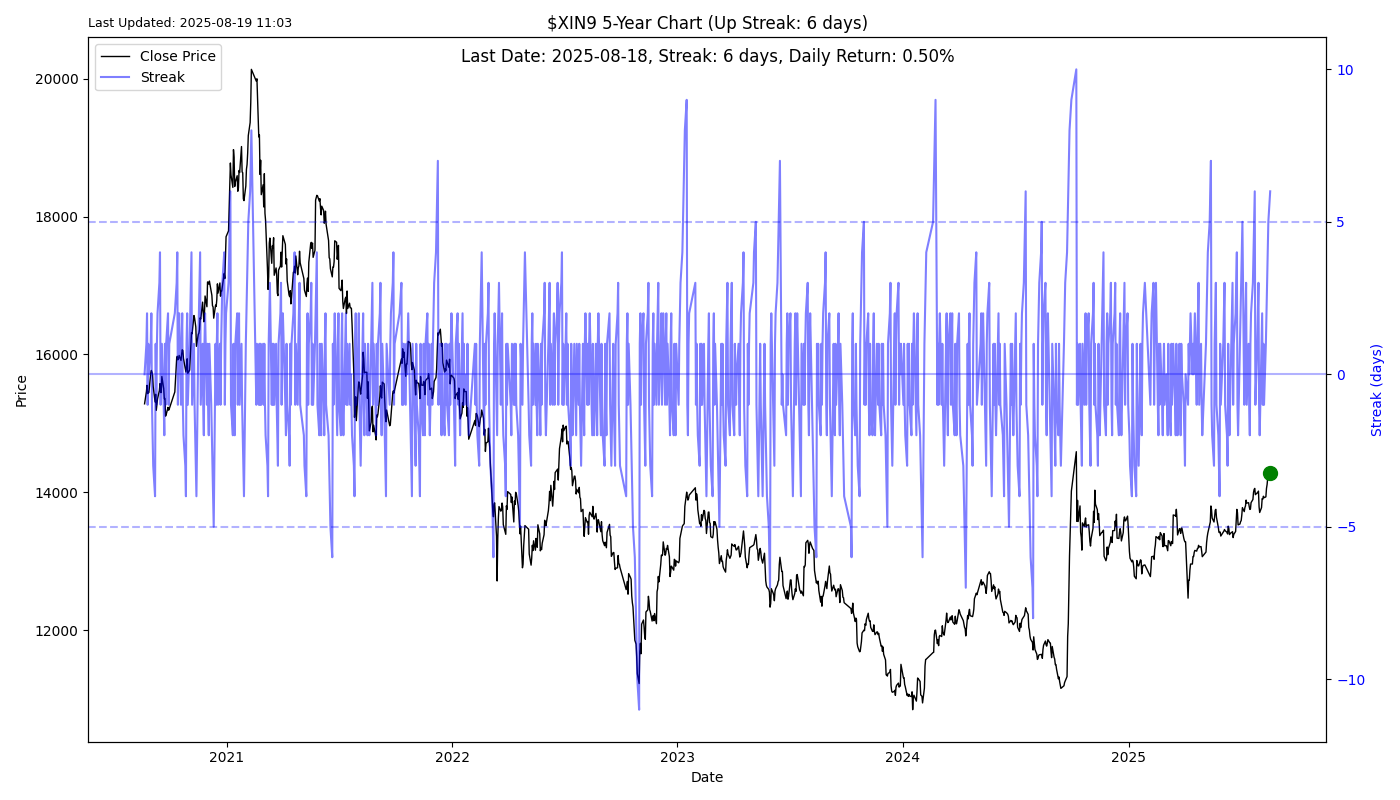 Last Updated: 2025-08-19 11:03
$XIN9 5-Year Chart (Up Streak: 6 days)
Last Date: 2025-08-18, Streak: 6 days, Daily Return: 0.50%
Close Price
Streak
20000
18000
16000
14000
12000
Price
10
5
0
−5
−10
Streak (days)
2021
2022
2023
2024
2025
Date